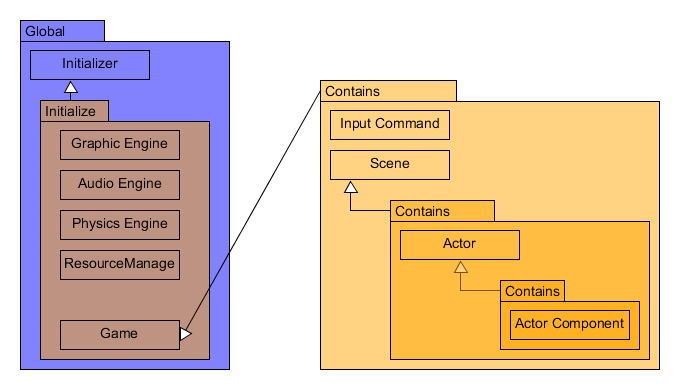 Global
Initializer
Initialize
Graphic Engine
Audio Engine
Physics Engine
ResourceManage
Game
Contains
Input Command
Scene
Contains
Actor
Contains
Actor Component